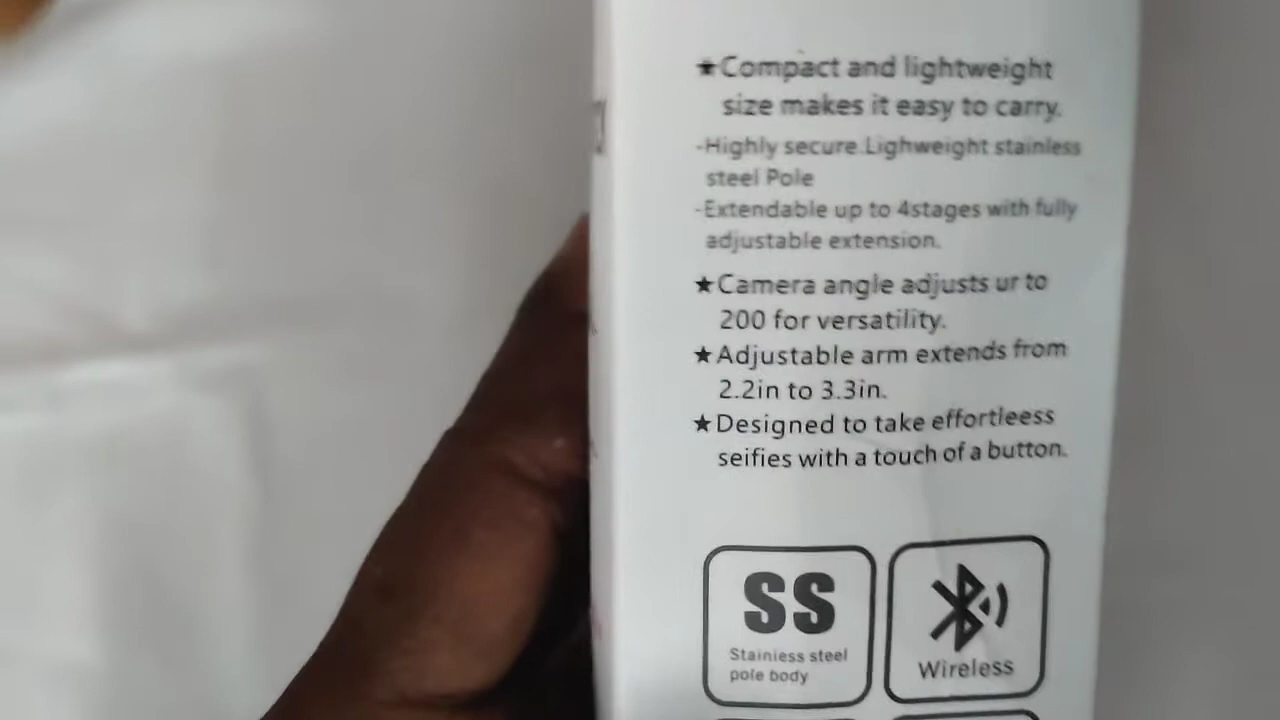 ★Compact and lightweight
size makes it easy to carry.
-Highly secure.Lighweight stainless
steel Pole
-Extendable up to 4stages with fully
adjustable extension.
★Camera angle adjusts ur to
200 for versatility.
★Adjustable arm extends from
2.2in to 3.3in.
★Designed to take effortleess
seifies with a touch of a button.
SS
Stainiess steel
pole body
Wireless